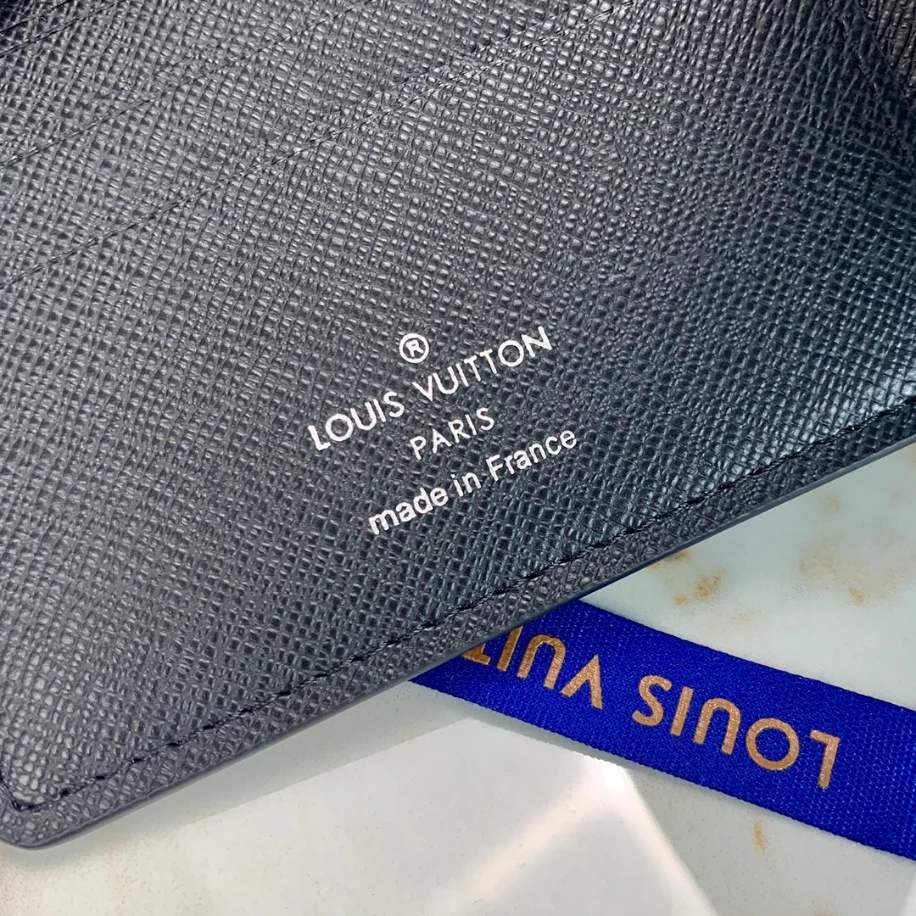 ®
LOUIS VUITTON
PARIS
made in France
LOUIS VUIT